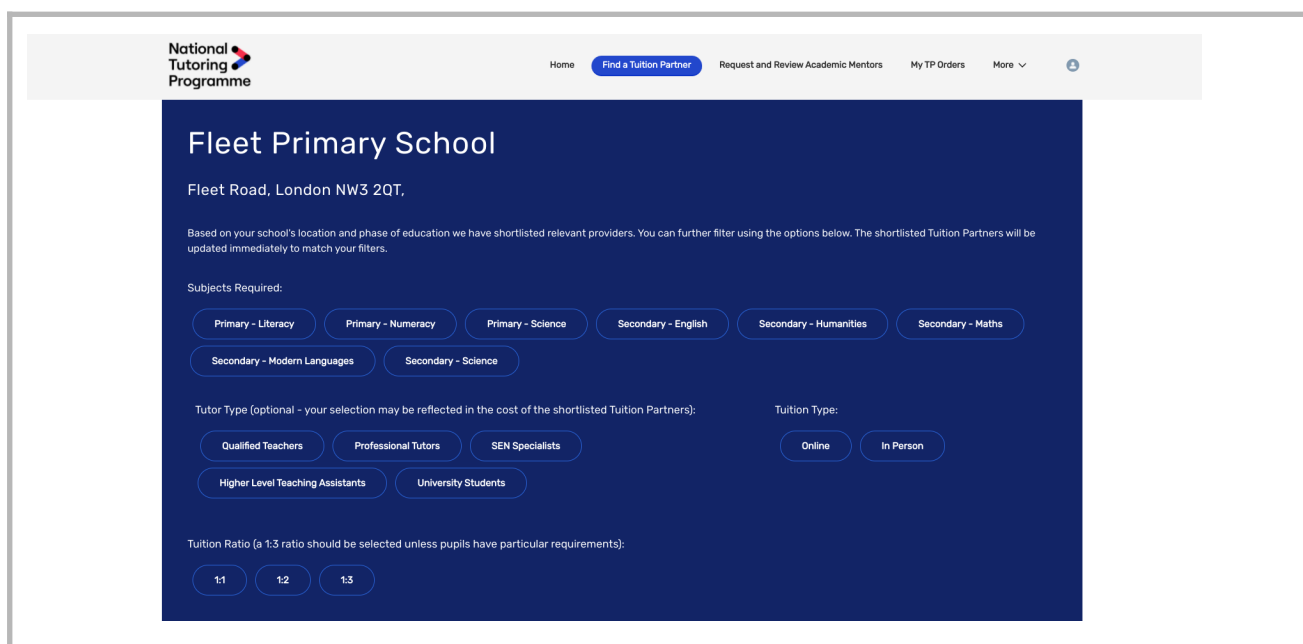 National
Tutoring
Programme
Home Find a Tuition Partner Request and Review Academic Mentors My TP Orders More
Fleet Primary School
Fleet Road, London NW3 2QT,
Based on your school's location and phase of education we have shortlisted relevant providers. You can further filter using the options below. The shortlisted Tuition Partners will be
updated immediately to match your filters.
Subjects Required:
Primary - Literacy Primary - Numeracy Primary - Science Secondary - English Secondary - Humanities Secondary - Maths
Secondary - Modern Languages Secondary - Science
Tutor Type (optional - your selection may be reflected in the cost of the shortlisted Tuition Partners): Tuition Type:
Qualified Teachers Professional Tutors SEN Specialists Online In Person
Higher Level Teaching Assistants University Students
Tuition Ratio (a 1:3 ratio should be selected unless pupils have particular requirements):
1:1 1:2 1:3